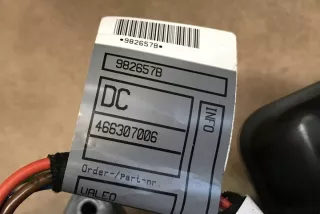 *982657B*
982657B
DC
INFO
466307006
Order-/Part-nr.
VALEO